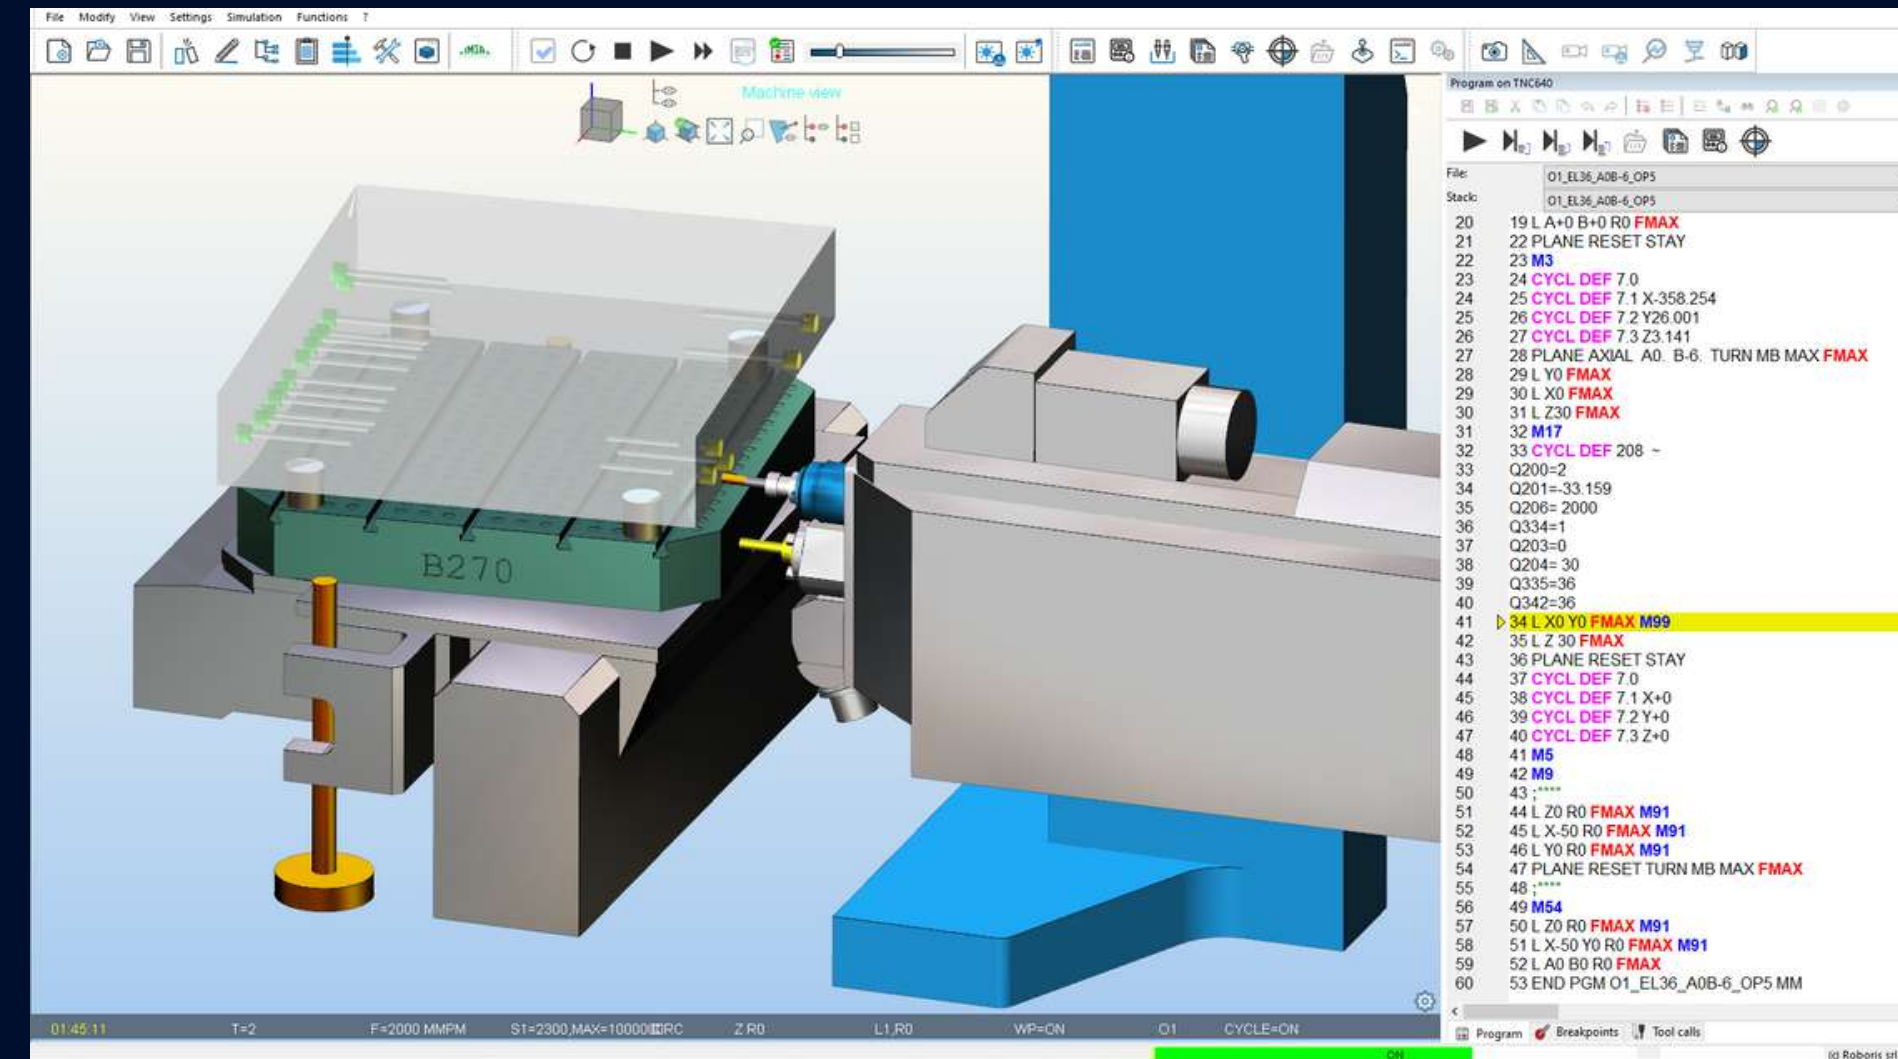 File Modify View Settings Simulation Functions ?
Machine view
B270
Program on TNC640
File: O1_EL36_A0B-6_OP5
Stack: O1_EL36_A0B-6_OP5
20 19 L A+0 B+0 R0 FMAX
21 22 PLANE RESET STAY
22 23 M3
23 24 CYCL DEF 7.0
24 25 CYCL DEF 7.1 X-358.254
25 26 CYCL DEF 7.2 Y26.001
26 27 CYCL DEF 7.3 Z3.141
27 28 PLANE AXIAL A0. B-6. TURN MB MAX FMAX
28 29 L Y0 FMAX
29 30 L X0 FMAX
30 31 L Z30 FMAX
31 32 M17
32 33 CYCL DEF 208 ~
33 Q200=2
34 Q201=-33.159
35 Q206= 2000
36 Q334=1
37 Q203=0
38 Q204= 30
39 Q335=36
40 Q342=36
41 34 L X0 Y0 FMAX M99
42 35 L Z 30 FMAX
43 36 PLANE RESET STAY
44 37 CYCL DEF 7.0
45 38 CYCL DEF 7.1 X+0
46 39 CYCL DEF 7.2 Y+0
47 40 CYCL DEF 7.3 Z+0
48 41 M5
49 42 M9
50 43 ;****
51 44 L Z0 R0 FMAX M91
52 45 L X-50 R0 FMAX M91
53 46 L Y0 R0 FMAX M91
54 47 PLANE RESET TURN MB MAX FMAX
55 48 ;****
56 49 M54
57 50 L Z0 R0 FMAX M91
58 51 L X-50 Y0 R0 FMAX M91
59 52 L A0 B0 R0 FMAX
60 53 END PGM O1_EL36_A0B-6_OP5 MM
01:45:11 T=2 F=2000 MMPM Z R0 L1,R0 WP=ON O1 CYCLE=ON
Program Breakpoints Tool calls
ON
(c) Roboris srl